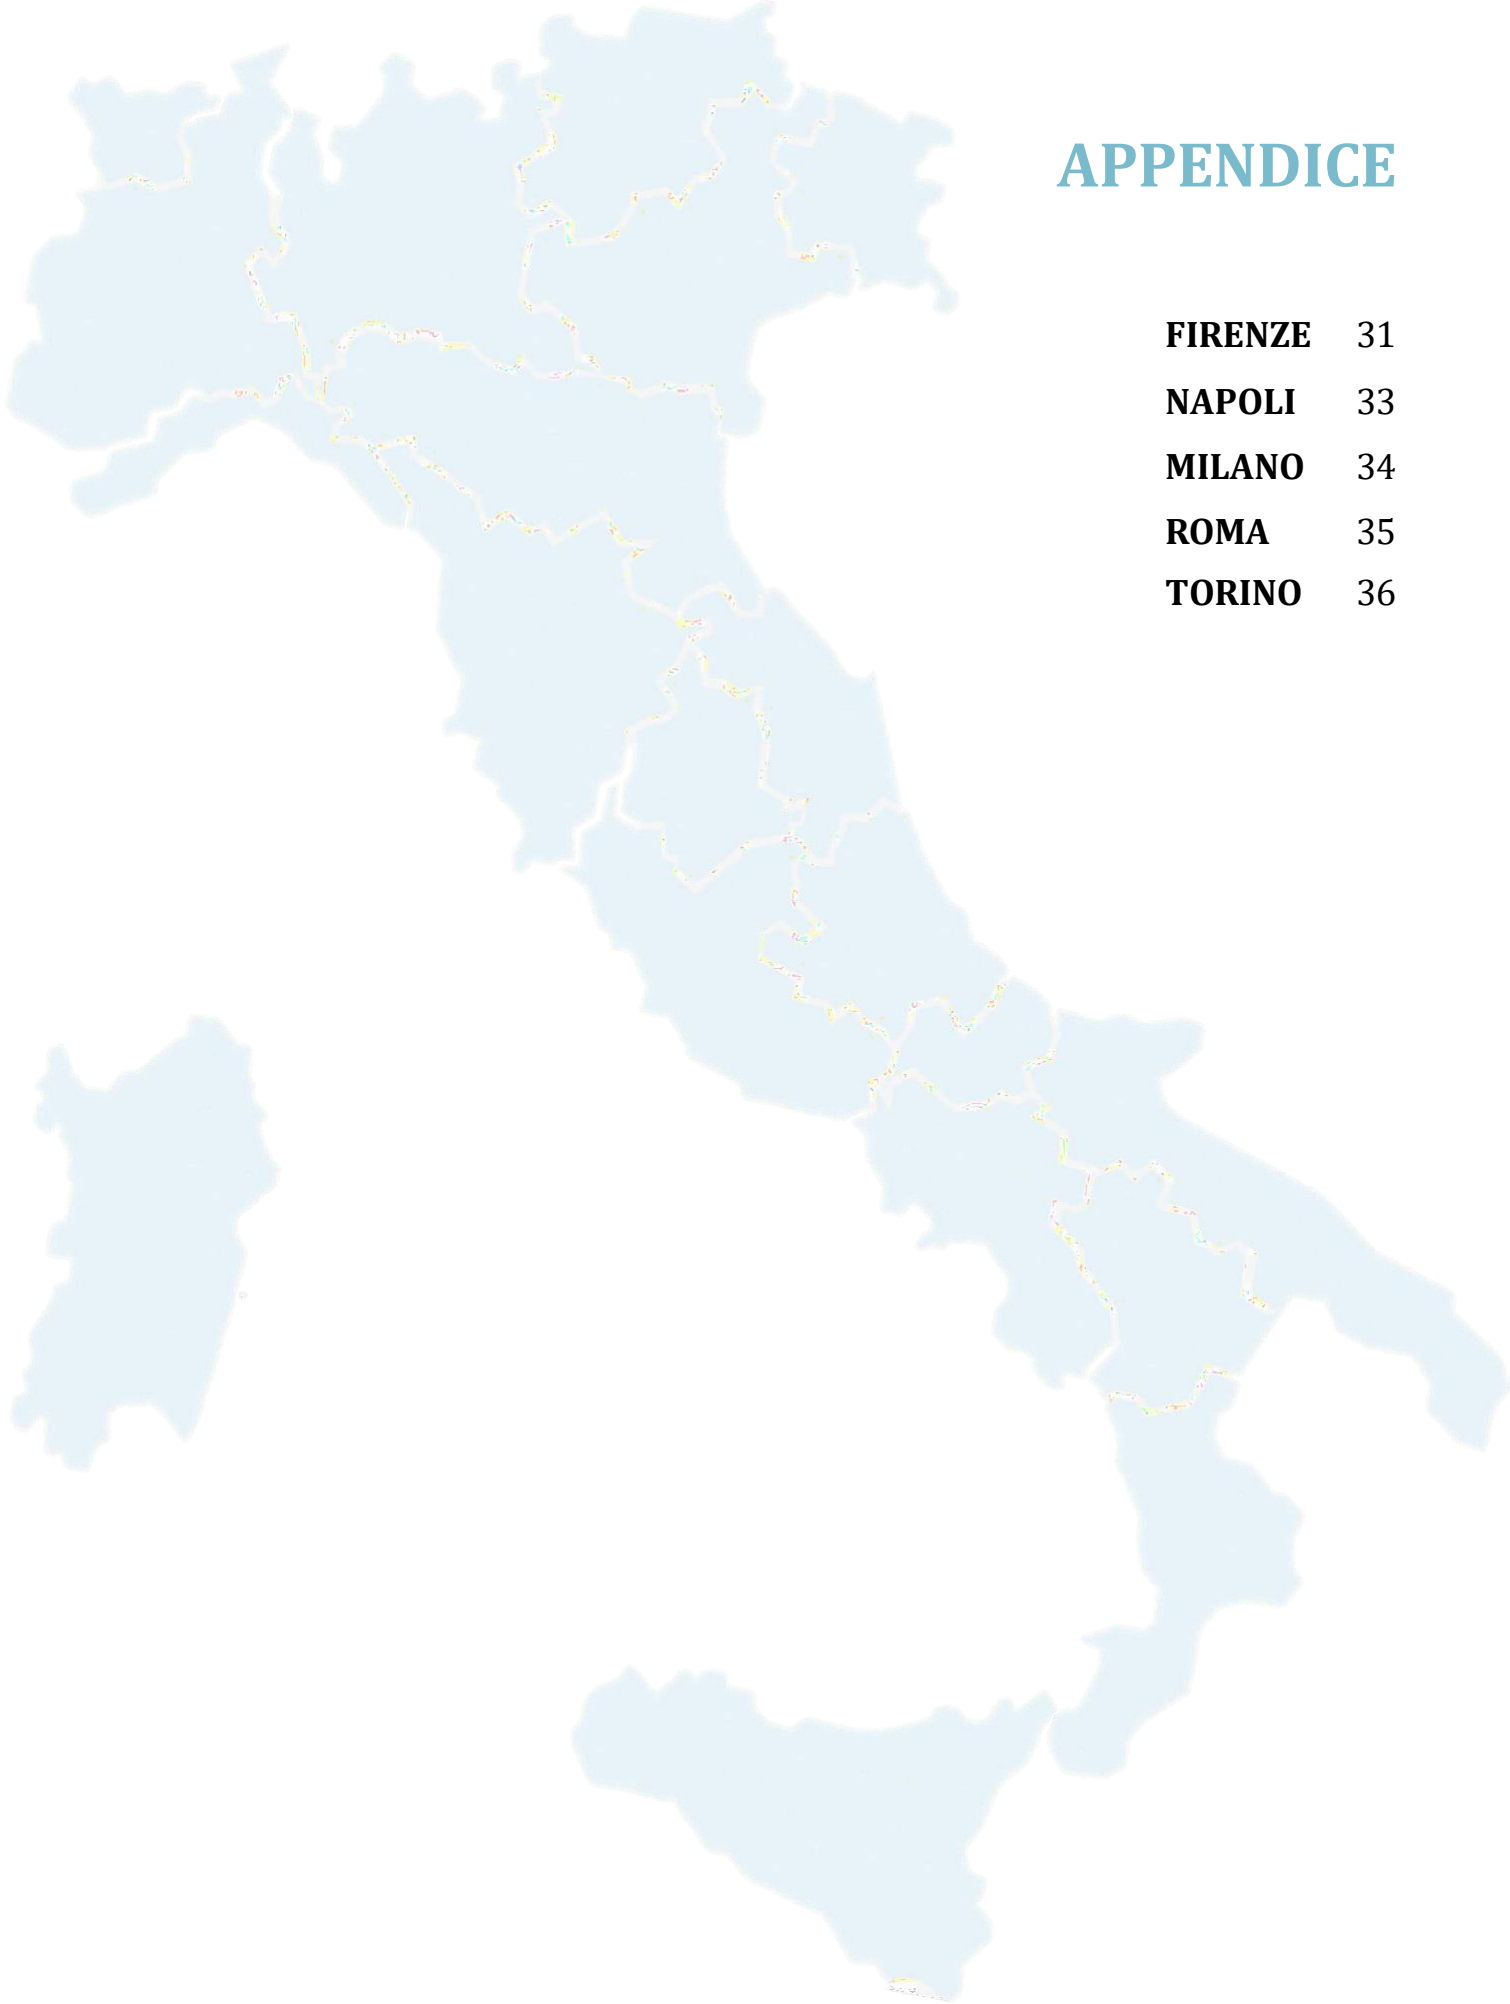 APPENDICE
FIRENZE 31
NAPOLI 33
MILANO 34
ROMA 35
TORINO 36